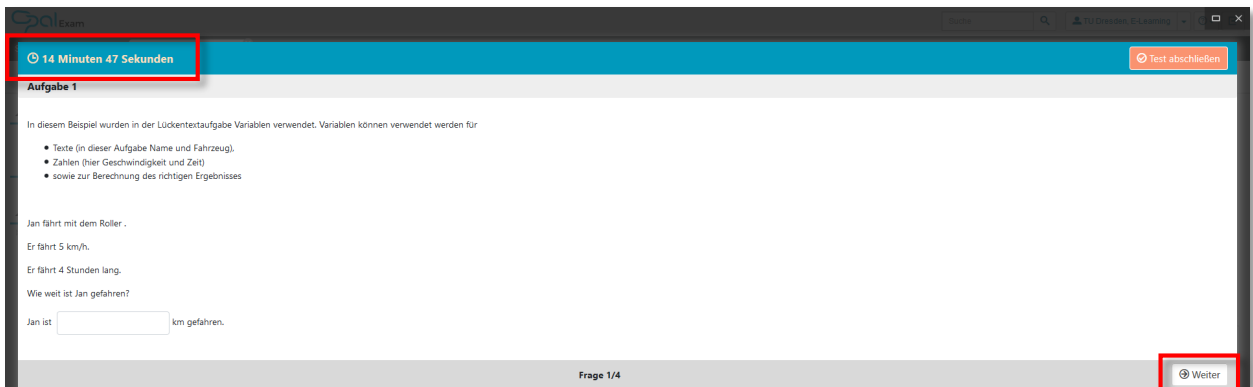 Opal Exam
Suche
TU Dresden, E-Learning
14 Minuten 47 Sekunden
Test abschließen
Aufgabe 1
In diesem Beispiel wurden in der Lückentextaufgabe Variablen verwendet. Variablen können verwendet werden für
Texte (in dieser Aufgabe Name und Fahrzeug),
Zahlen (hier Geschwindigkeit und Zeit)
sowie zur Berechnung des richtigen Ergebnisses
Jan fährt mit dem Roller .
Er fährt 5 km/h.
Er fährt 4 Stunden lang.
Wie weit ist Jan gefahren?
Jan ist km gefahren.
Frage 1/4
Weiter